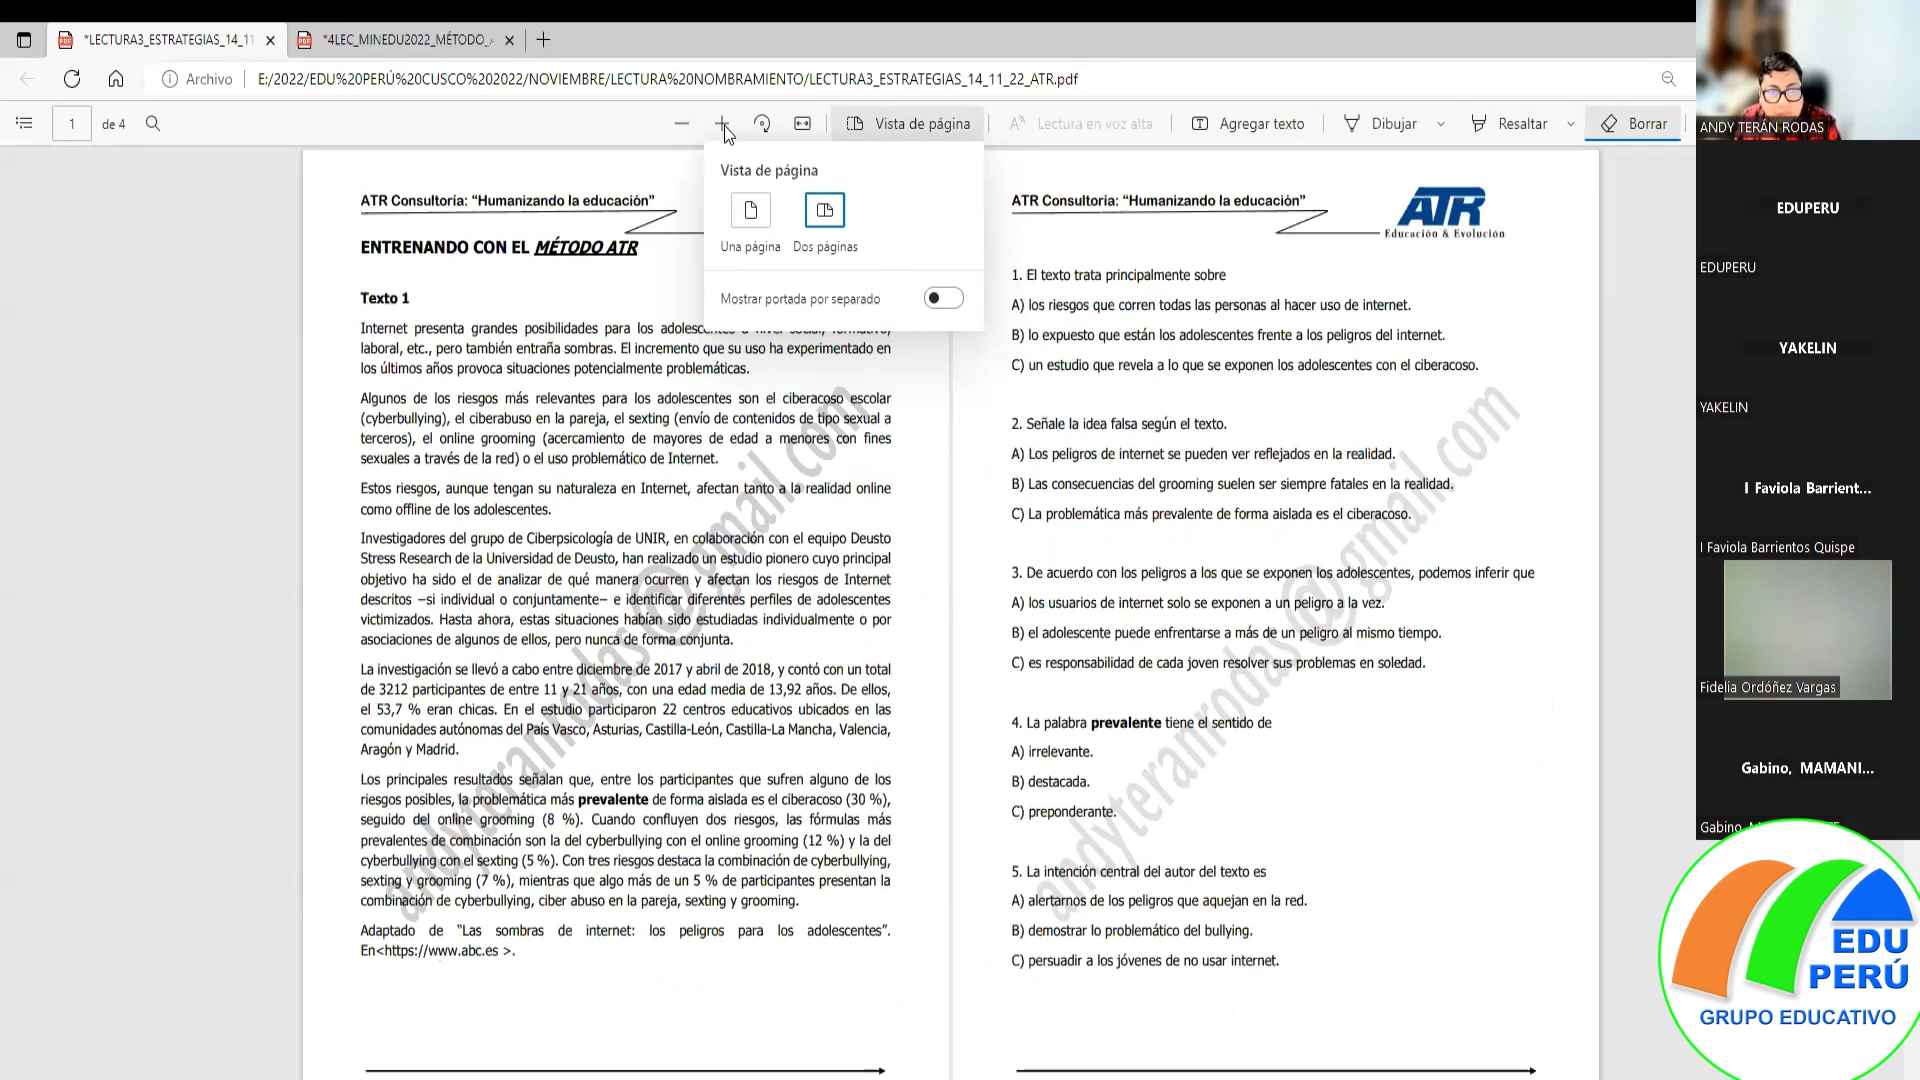 *LECTURA3_ESTRATEGIAS_14_11
*4LEC_MINEDU2022_MÉTODO_
Archivo
E:/2022/EDU%20PERÚ%20CUSCO%202022/NOVIEMBRE/LECTURA%20NOMBRAMIENTO/LECTURA3_ESTRATEGIAS_14_11_22_ATR.pdf
1 de 4
Vista de página
Lectura en voz alta
Agregar texto
Dibujar
Resaltar
Borrar
Vista de página
Una página Dos páginas
Mostrar portada por separado
ATR Consultoría: “Humanizando la educación”
ENTRENANDO CON EL MÉTODO ATR
Texto 1
Internet presenta grandes posibilidades para los adolescentes a nivel social, formativo,
laboral, etc., pero también entraña sombras. El incremento que su uso ha experimentado en
los últimos años provoca situaciones potencialmente problemáticas.
Algunos de los riesgos más relevantes para los adolescentes son el ciberacoso escolar
(cyberbullying), el ciberabuso en la pareja, el sexting (envío de contenidos de tipo sexual a
terceros), el online grooming (acercamiento de mayores de edad a menores con fines
sexuales a través de la red) o el uso problemático de Internet.
Estos riesgos, aunque tengan su naturaleza en Internet, afectan tanto a la realidad online
como offline de los adolescentes.
Investigadores del grupo de Ciberpsicología de UNIR, en colaboración con el equipo Deusto
Stress Research de la Universidad de Deusto, han realizado un estudio pionero cuyo principal
objetivo ha sido el de analizar de qué manera ocurren y afectan los riesgos de Internet
descritos –si individual o conjuntamente– e identificar diferentes perfiles de adolescentes
victimizados. Hasta ahora, estas situaciones habían sido estudiadas individualmente o por
asociaciones de algunos de ellos, pero nunca de forma conjunta.
La investigación se llevó a cabo entre diciembre de 2017 y abril de 2018, y contó con un total
de 3212 participantes de entre 11 y 21 años, con una edad media de 13,92 años. De ellos,
el 53,7 % eran chicas. En el estudio participaron 22 centros educativos ubicados en las
comunidades autónomas del País Vasco, Asturias, Castilla-León, Castilla-La Mancha, Valencia,
Aragón y Madrid.
Los principales resultados señalan que, entre los participantes que sufren alguno de los
riesgos posibles, la problemática más prevalente de forma aislada es el ciberacoso (30 %),
seguido del online grooming (8 %). Cuando confluyen dos riesgos, las fórmulas más
prevalentes de combinación son la del cyberbullying con el online grooming (12 %) y la del
cyberbullying con el sexting (5 %). Con tres riesgos destaca la combinación de cyberbullying,
sexting y grooming (7 %), mientras que algo más de un 5 % de participantes presentan la
combinación de cyberbullying, ciber abuso en la pareja, sexting y grooming.
Adaptado de “Las sombras de internet: los peligros para los adolescentes”.
En<https://www.abc.es >.
andyteranrodas@gmail.com
ATR Consultoría: “Humanizando la educación”
ATR
Educación & Evolución
1. El texto trata principalmente sobre
A) los riesgos que corren todas las personas al hacer uso de internet.
B) lo expuesto que están los adolescentes frente a los peligros del internet.
C) un estudio que revela a lo que se exponen los adolescentes con el ciberacoso.
2. Señale la idea falsa según el texto.
A) Los peligros de internet se pueden ver reflejados en la realidad.
B) Las consecuencias del grooming suelen ser siempre fatales en la realidad.
C) La problemática más prevalente de forma aislada es el ciberacoso.
3. De acuerdo con los peligros a los que se exponen los adolescentes, podemos inferir que
A) los usuarios de internet solo se exponen a un peligro a la vez.
B) el adolescente puede enfrentarse a más de un peligro al mismo tiempo.
C) es responsabilidad de cada joven resolver sus problemas en soledad.
4. La palabra prevalente tiene el sentido de
A) irrelevante.
B) destacada.
C) preponderante.
5. La intención central del autor del texto es
A) alertarnos de los peligros que aquejan en la red.
B) demostrar lo problemático del bullying.
C) persuadir a los jóvenes de no usar internet.
andyteranrodas@gmail.com
ANDY TERÁN RODAS
EDUPERU
EDUPERU
YAKELIN
YAKELIN
I Faviola Barrient...
I Faviola Barrientos Quispe
Fidelia Ordóñez Vargas
Gabino, MAMANI...
Gabino,
EDU
PERÚ
GRUPO EDUCATIVO